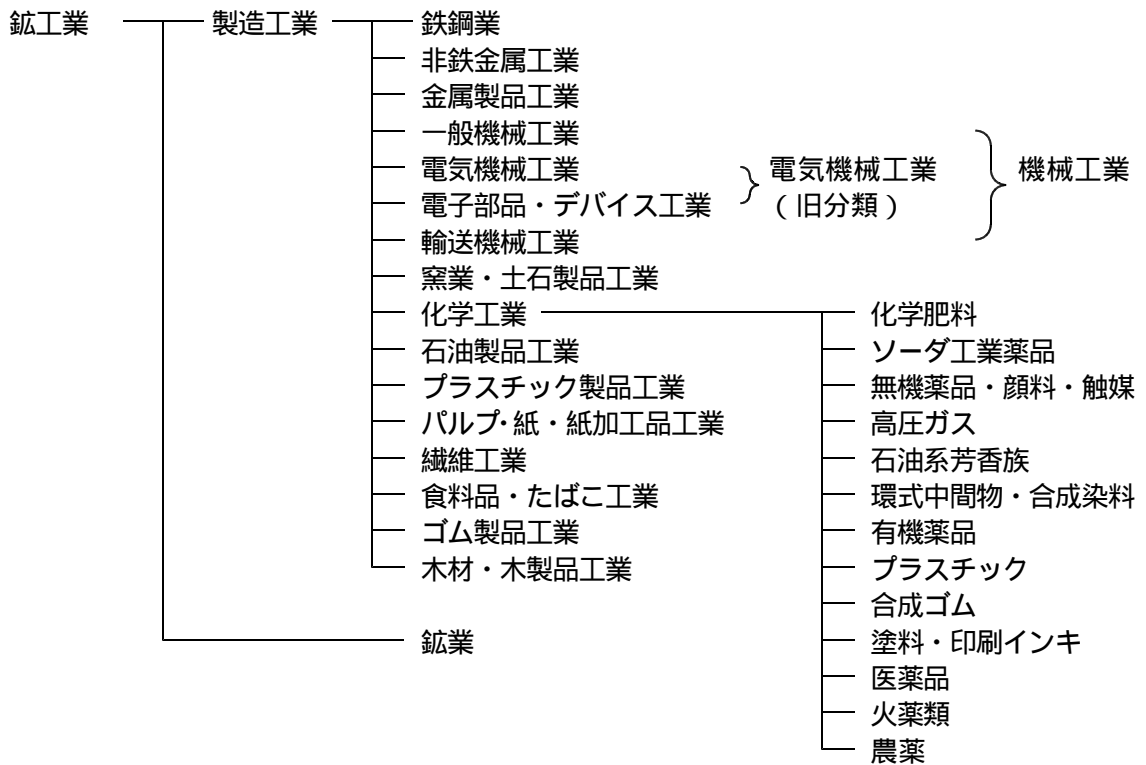 鉱工業
製造工業
鉄鋼業
非鉄金属工業
金属製品工業
一般機械工業
電気機械工業
電子部品・デバイス工業
電気機械工業
(旧分類)
機械工業
輸送機械工業
窯業・土石製品工業
化学工業
石油製品工業
プラスチック製品工業
パルプ・紙・紙加工品工業
繊維工業
食料品・たばこ工業
ゴム製品工業
木材・木製品工業
鉱業
化学肥料
ソーダ工業薬品
無機薬品・顔料・触媒
高圧ガス
石油系芳香族
環式中間物・合成染料
有機薬品
プラスチック
合成ゴム
塗料・印刷インキ
医薬品
火薬類
農薬